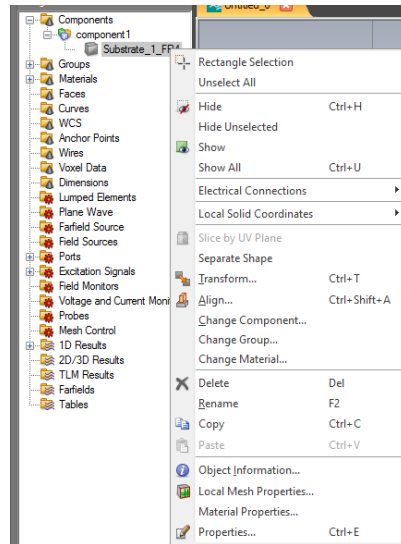 Untitled_0
Components
component1
Substrate_1_FR4
Groups
Materials
Faces
Curves
WCS
Anchor Points
Wires
Voxel Data
Dimensions
Lumped Elements
Plane Wave
Farfield Source
Field Sources
Ports
Excitation Signals
Field Monitors
Voltage and Current Moni
Probes
Mesh Control
1D Results
2D/3D Results
TLM Results
Farfields
Tables
Rectangle Selection
Unselect All
Hide Ctrl+H
Hide Unselected
Show
Show All Ctrl+U
Electrical Connections
Local Solid Coordinates
Slice by UV Plane
Separate Shape
Transform... Ctrl+T
Align... Ctrl+Shift+A
Change Component...
Change Group...
Change Material...
Delete Del
Rename F2
Copy Ctrl+C
Paste Ctrl+V
Object Information...
Local Mesh Properties...
Material Properties...
Properties... Ctrl+E